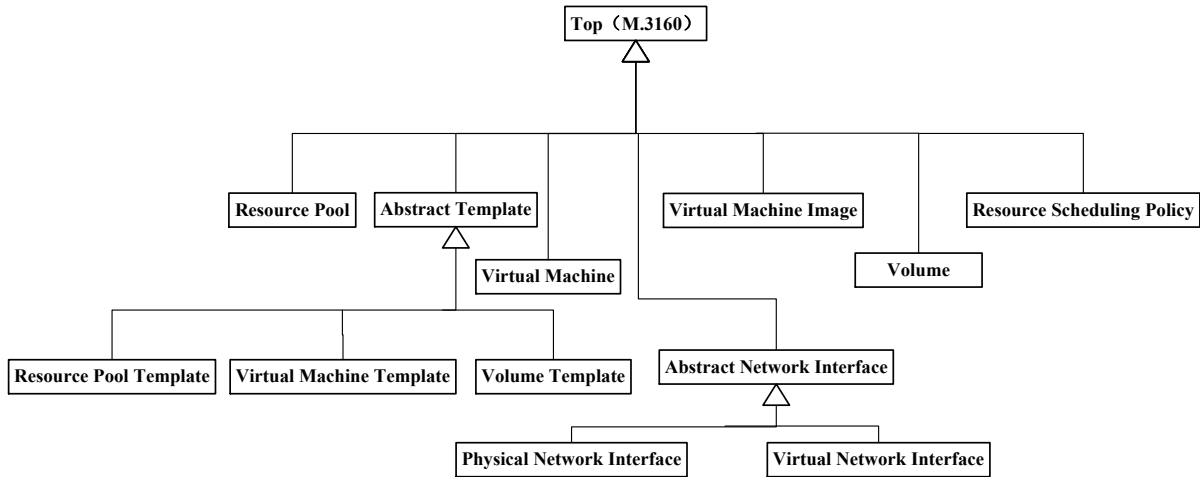 Top（M.3160）
Resource Pool
Abstract Template
Virtual Machine Image
Resource Scheduling Policy
Virtual Machine
Volume
Resource Pool Template
Virtual Machine Template
Volume Template
Abstract Network Interface
Physical Network Interface
Virtual Network Interface